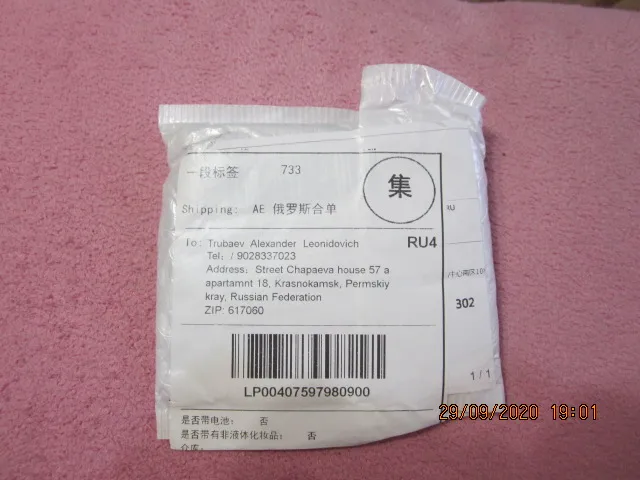 一段标签 733
集
Shipping: AE 俄罗斯合单
To: Trubaev Alexander Leonidovich RU4
Tel: / 9028337023
Address: Street Chapaeva house 57 a
apartamnt 18, Krasnokamsk, Permskiy
kray, Russian Federation
ZIP: 617060
302
LP00407597980900
1 / 1
是否带电池: 否
是否带有非液体化妆品: 否
仓库:
29/09/2020 19:01